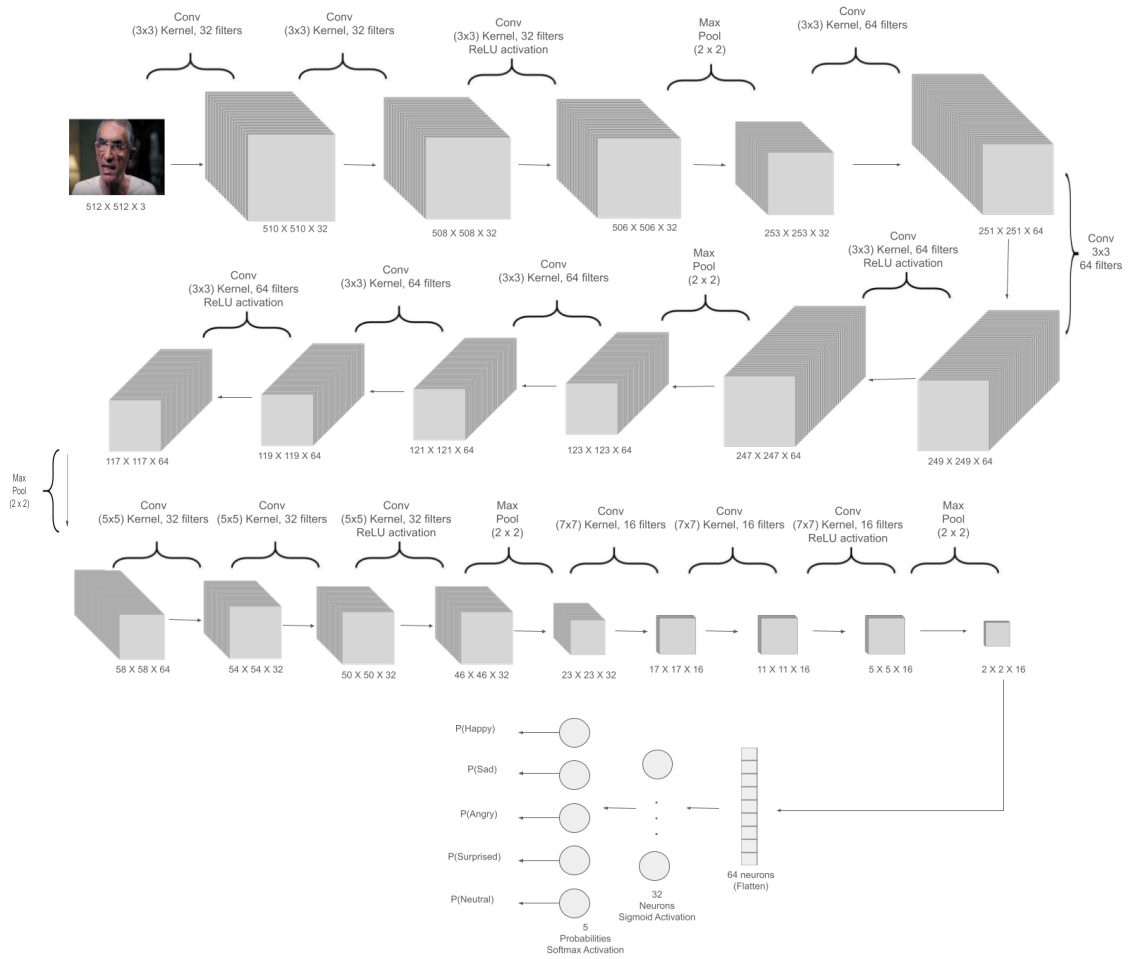 Conv
(3x3) Kernel, 32 filters
Conv
(3x3) Kernel, 32 filters
Conv
(3x3) Kernel, 32 filters
ReLU activation
Max
Pool
(2 x 2)
Conv
(3x3) Kernel, 64 filters
512 X 512 X 3
510 X 510 X 32
508 X 508 X 32
506 X 506 X 32
253 X 253 X 32
251 X 251 X 64
Conv
3x3
64 filters
Conv
(3x3) Kernel, 64 filters
ReLU activation
Max
Pool
(2 x 2)
Conv
(3x3) Kernel, 64 filters
Conv
(3x3) Kernel, 64 filters
Conv
(3x3) Kernel, 64 filters
ReLU activation
249 X 249 X 64
247 X 247 X 64
123 X 123 X 64
121 X 121 X 64
119 X 119 X 64
117 X 117 X 64
Max
Pool
(2 x 2)
Conv
(5x5) Kernel, 32 filters
Conv
(5x5) Kernel, 32 filters
Conv
(5x5) Kernel, 32 filters
ReLU activation
Max
Pool
(2 x 2)
Conv
(7x7) Kernel, 16 filters
Conv
(7x7) Kernel, 16 filters
Conv
(7x7) Kernel, 16 filters
ReLU activation
Max
Pool
(2 x 2)
58 X 58 X 64
54 X 54 X 32
50 X 50 X 32
46 X 46 X 32
23 X 23 X 32
17 X 17 X 16
11 X 11 X 16
5 X 5 X 16
2 X 2 X 16
64 neurons
(Flatten)
32
Neurons
Sigmoid Activation
P(Happy)
P(Sad)
P(Angry)
P(Surprised)
P(Neutral)
5
Probabilities
Softmax Activation